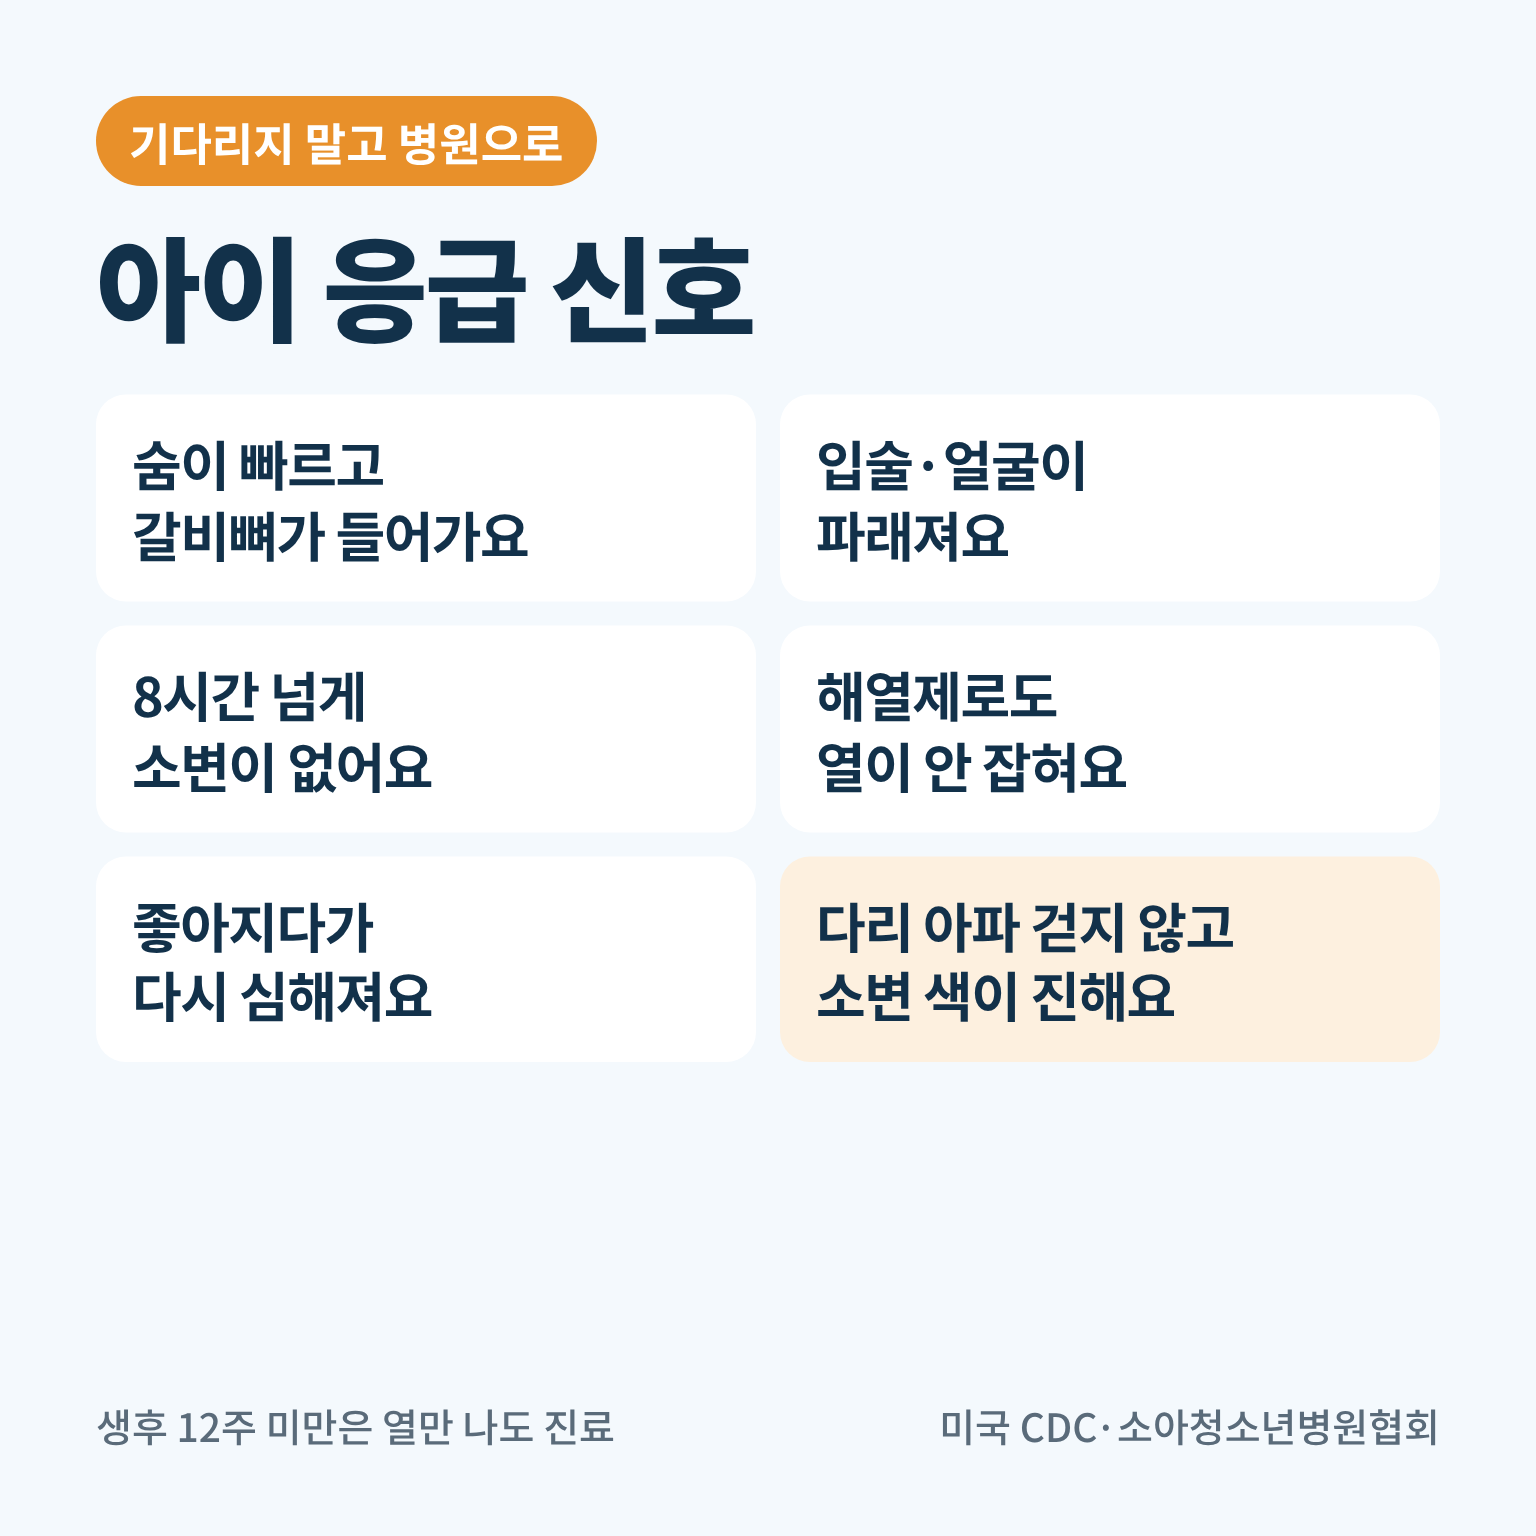 기다리지 말고 병원으로
아이 응급 신호
숨이 빠르고
갈비뼈가 들어가요
입술·얼굴이
파래져요
8시간 넘게
소변이 없어요
해열제로도
열이 안 잡혀요
좋아지다가
다시 심해져요
다리 아파 걷지 않고
소변 색이 진해요
생후 12주 미만은 열만 나도 진료
미국 CDC·소아청소년병원협회